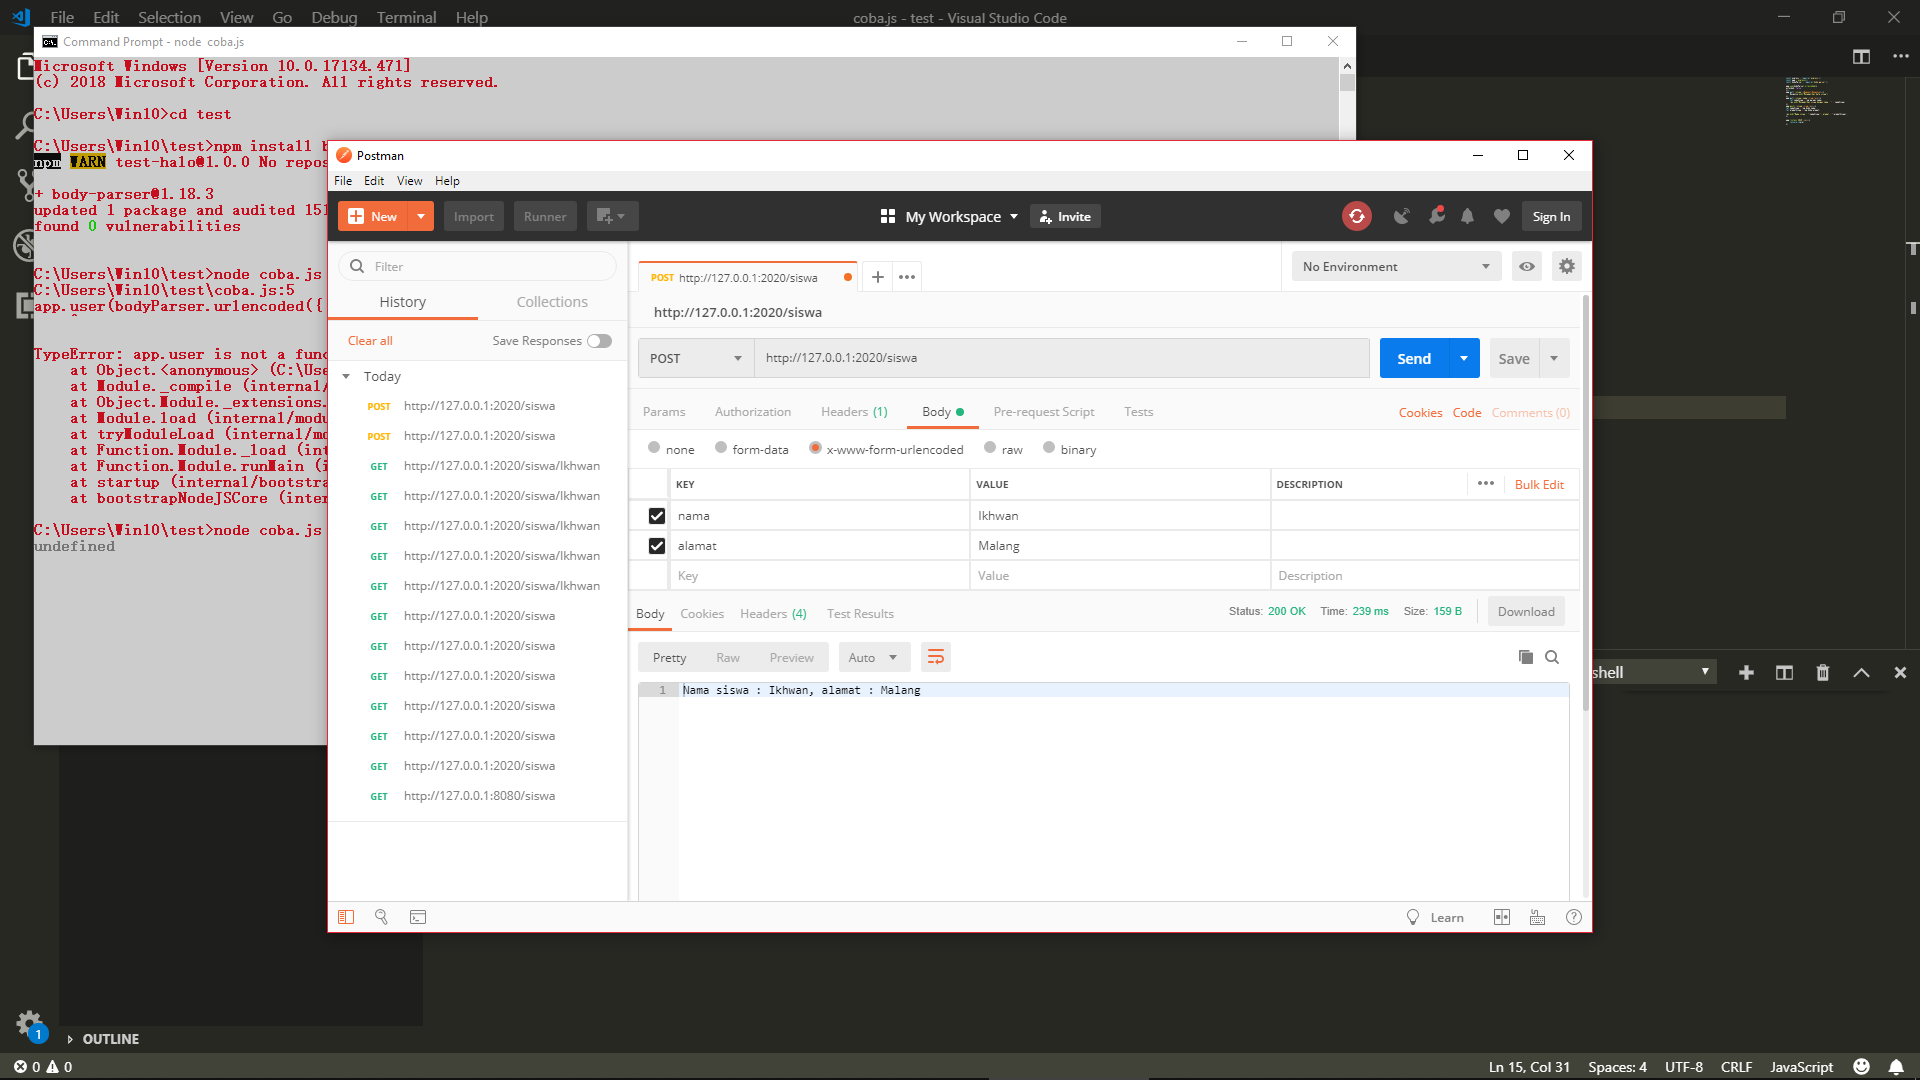 File Edit Selection View Go Debug Terminal Help
coba.js - test - Visual Studio Code
Command Prompt - node coba.js
Microsoft Windows [Version 10.0.17134.471]
(c) 2018 Microsoft Corporation. All rights reserved.
C:\Users\Win10>cd test
C:\Users\Win10\test>npm install b
npm WARN test-halo@1.0.0 No repos
+ body-parser@1.18.3
updated 1 package and audited 151
found 0 vulnerabilities
C:\Users\Win10\test>node coba.js
C:\Users\Win10\test\coba.js:5
app.user(bodyParser.urlencoded({
^
TypeError: app.user is not a func
at Object.<anonymous> (C:\Use
at Module._compile (internal/
at Object.Module._extensions.
at Module.load (internal/modu
at tryModuleLoad (internal/mo
at Function.Module._load (int
at Function.Module.runMain (i
at startup (internal/bootstra
at bootstrapNodeJSCore (inter
C:\Users\Win10\test>node coba.js
undefined
Postman
File Edit View Help
New Import Runner
My Workspace Invite
Sign In
Filter
History Collections
Clear all Save Responses
Today
POST http://127.0.0.1:2020/siswa
POST http://127.0.0.1:2020/siswa
GET http://127.0.0.1:2020/siswa/Ikhwan
GET http://127.0.0.1:2020/siswa/Ikhwan
GET http://127.0.0.1:2020/siswa/Ikhwan
GET http://127.0.0.1:2020/siswa/Ikhwan
GET http://127.0.0.1:2020/siswa/Ikhwan
GET http://127.0.0.1:2020/siswa
GET http://127.0.0.1:2020/siswa
GET http://127.0.0.1:2020/siswa
GET http://127.0.0.1:2020/siswa
GET http://127.0.0.1:2020/siswa
GET http://127.0.0.1:2020/siswa
GET http://127.0.0.1:8080/siswa
POST http://127.0.0.1:2020/siswa
No Environment
http://127.0.0.1:2020/siswa
POST http://127.0.0.1:2020/siswa Send Save
Params Authorization Headers (1) Body Pre-request Script Tests
Cookies Code Comments (0)
none form-data x-www-form-urlencoded raw binary
KEY VALUE DESCRIPTION Bulk Edit
nama Ikhwan
alamat Malang
Key Value Description
Body Cookies Headers (4) Test Results
Status: 200 OK Time: 239 ms Size: 159 B Download
Pretty Raw Preview Auto
1 Nama siswa : Ikhwan, alamat : Malang
Learn
shell
1
OUTLINE
0 0
Ln 15, Col 31 Spaces: 4 UTF-8 CRLF JavaScript